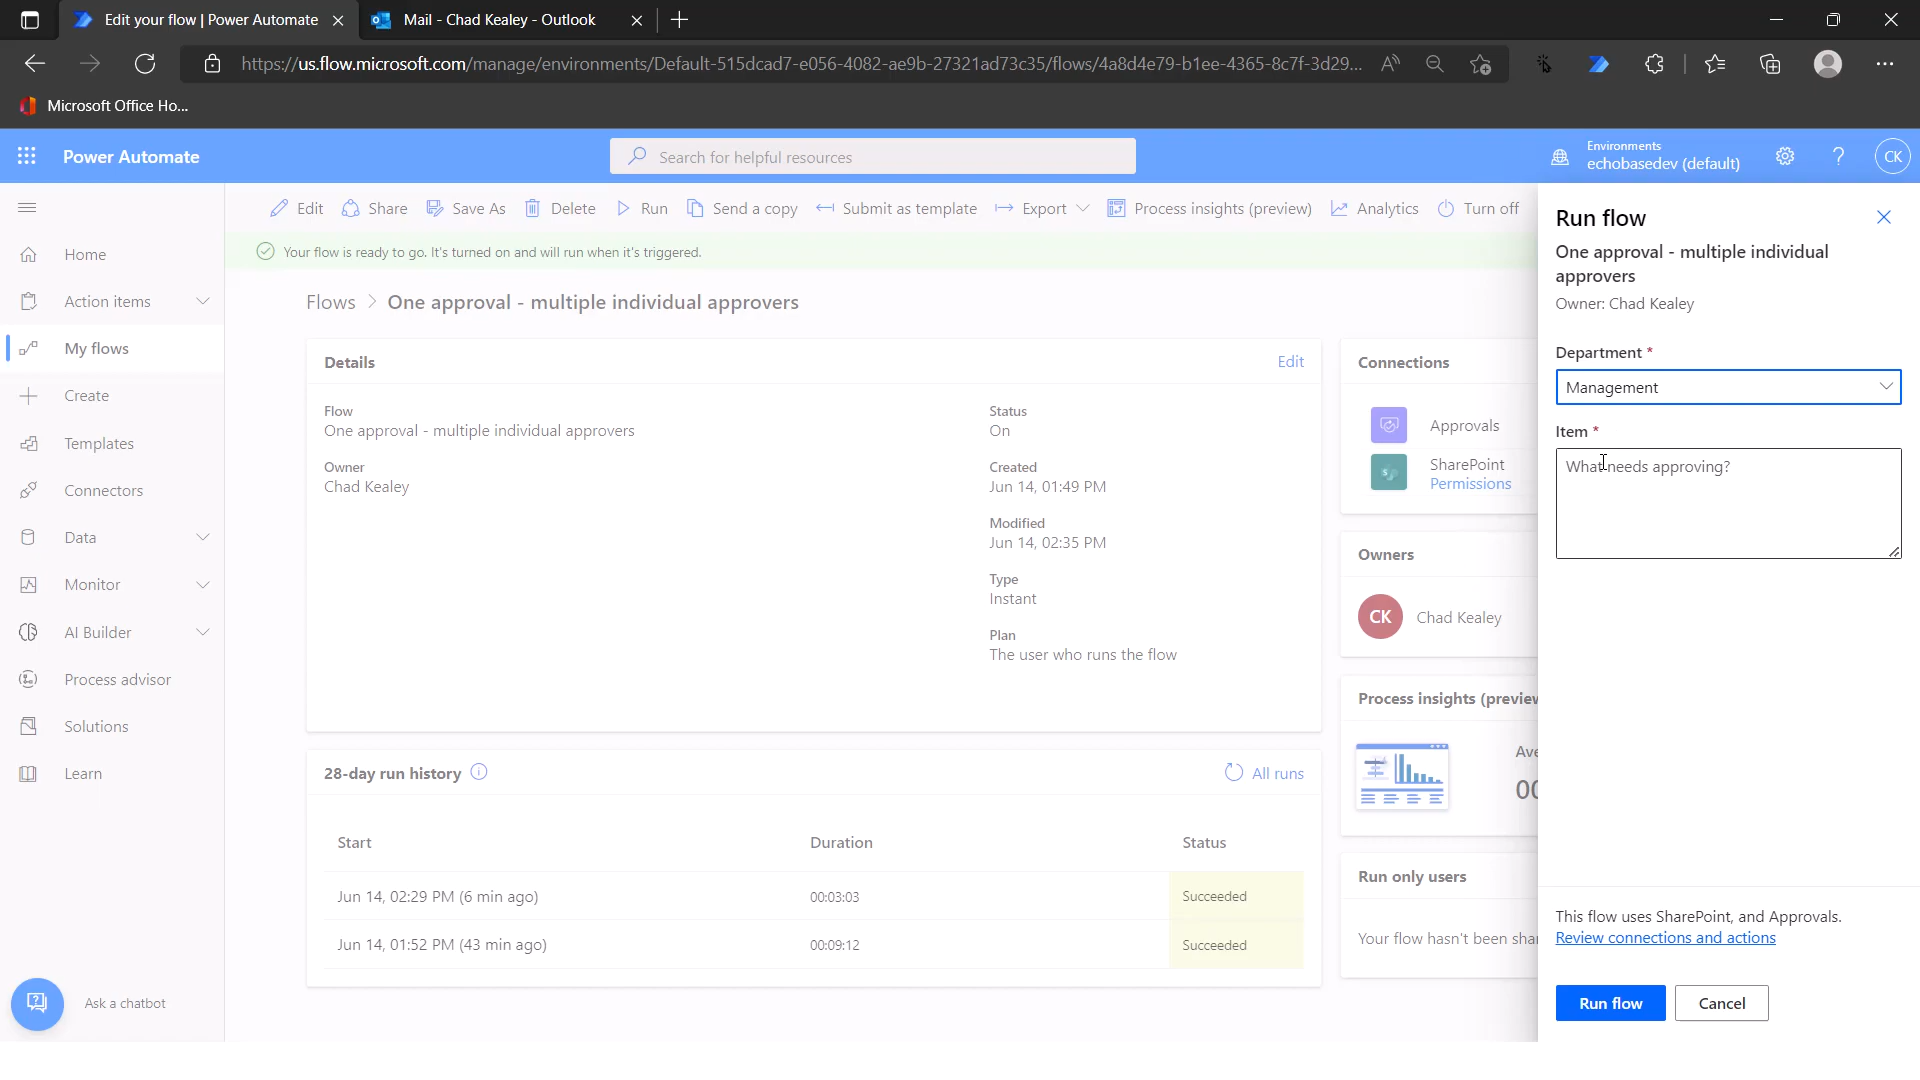 Edit your flow | Power Automate
Mail - Chad Kealey - Outlook
https://us.flow.microsoft.com/manage/environments/Default-515dcad7-e056-4082-ae9b-27321ad73c35/flows/4a8d4e79-b1ee-4365-8c7f-3d29...
Microsoft Office Ho...
Power Automate
Search for helpful resources
Environments
echobasedev (default)
CK
Edit
Share
Save As
Delete
Run
Send a copy
Submit as template
Export
Process insights (preview)
Analytics
Turn off
Your flow is ready to go. It's turned on and will run when it's triggered.
Home
Action items
My flows
Create
Templates
Connectors
Data
Monitor
AI Builder
Process advisor
Solutions
Learn
Ask a chatbot
Flows > One approval - multiple individual approvers
Details
Edit
Flow
One approval - multiple individual approvers
Owner
Chad Kealey
Status
On
Created
Jun 14, 01:49 PM
Modified
Jun 14, 02:35 PM
Type
Instant
Plan
The user who runs the flow
28-day run history
All runs
Start
Duration
Status
Jun 14, 02:29 PM (6 min ago)
00:03:03
Succeeded
Jun 14, 01:52 PM (43 min ago)
00:09:12
Succeeded
Connections
Approvals
SharePoint
Permissions
Owners
CK
Chad Kealey
Process insights (preview
Ave
00
Run only users
Your flow hasn't been shar
Run flow
One approval - multiple individual
approvers
Owner: Chad Kealey
Department *
Management
Item *
What needs approving?
This flow uses SharePoint, and Approvals.
Review connections and actions
Run flow
Cancel